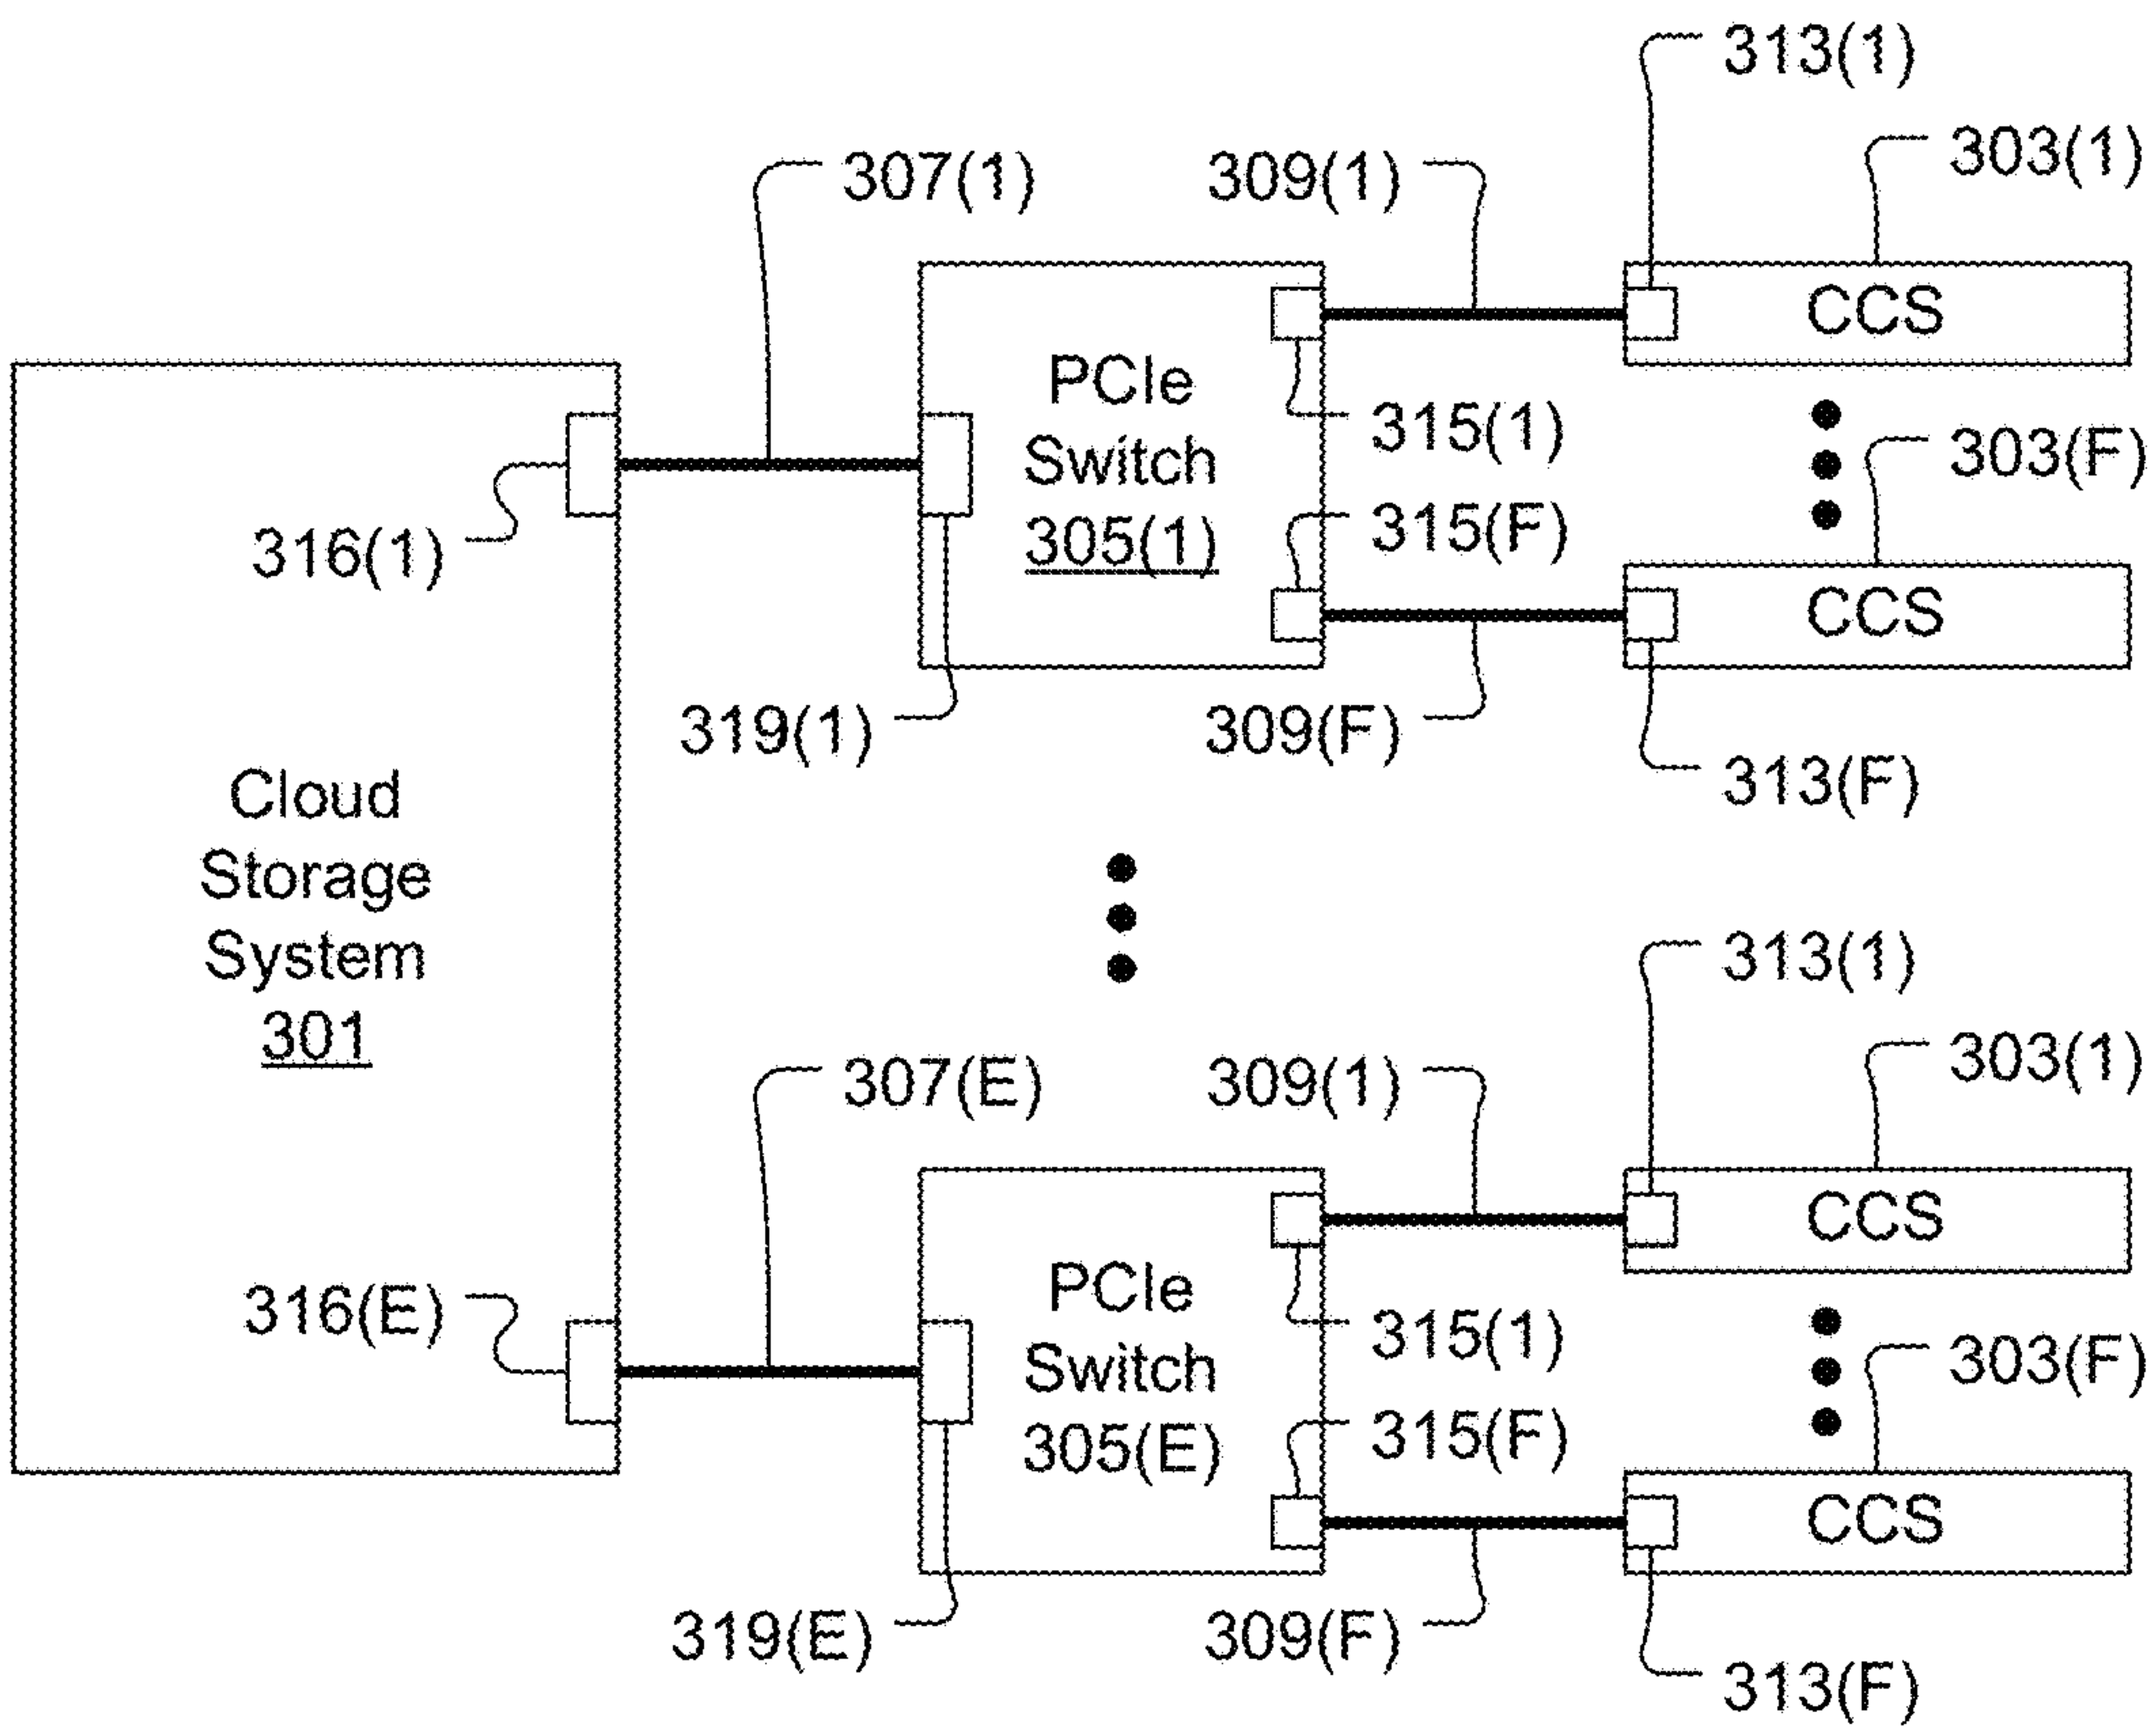 313(1)
303(1)
307(1)
309(1)
CCS
PCIe
Switch
305(1)
315(1)
303(F)
316(1)
315(F)
CCS
319(1)
309(F)
313(F)
Cloud
Storage
System
301
313(1)
303(1)
307(E)
309(1)
CCS
PCIe
Switch
305(E)
316(E)
315(1)
303(F)
315(F)
CCS
319(E)
309(F)
313(F)